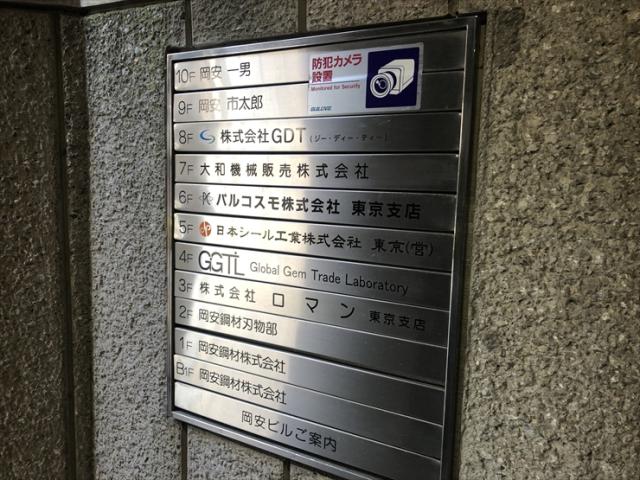 10F 岡安 一男
防犯カメラ
設置
Monitored for Security
9F 岡安 市太郎
8F 株式会社GDT (ジー・ディー・ティー)
7F 大和機械販売株式会社
6F パルコスモ株式会社 東京支店
5F 日本シール工業株式会社 東京(営)
4F GGTL Global Gem Trade Laboratory
3F 株式会社 ロマン 東京支店
2F 岡安鋼材刃物部
1F 岡安鋼材株式会社
B1F 岡安鋼材株式会社
岡安ビルご案内